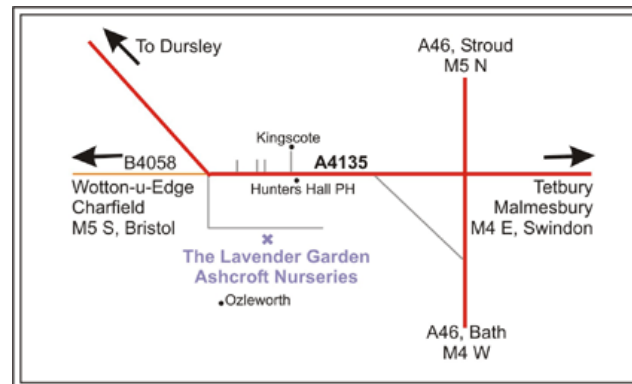 To Dursley
A46, Stroud
M5 N
Kingscote
B4058
A4135
Wotton-u-Edge
Charfield
M5 S, Bristol
Hunters Hall PH
Tetbury
Malmesbury
M4 E, Swindon
The Lavender Garden
Ashcroft Nurseries
Ozleworth
A46, Bath
M4 W